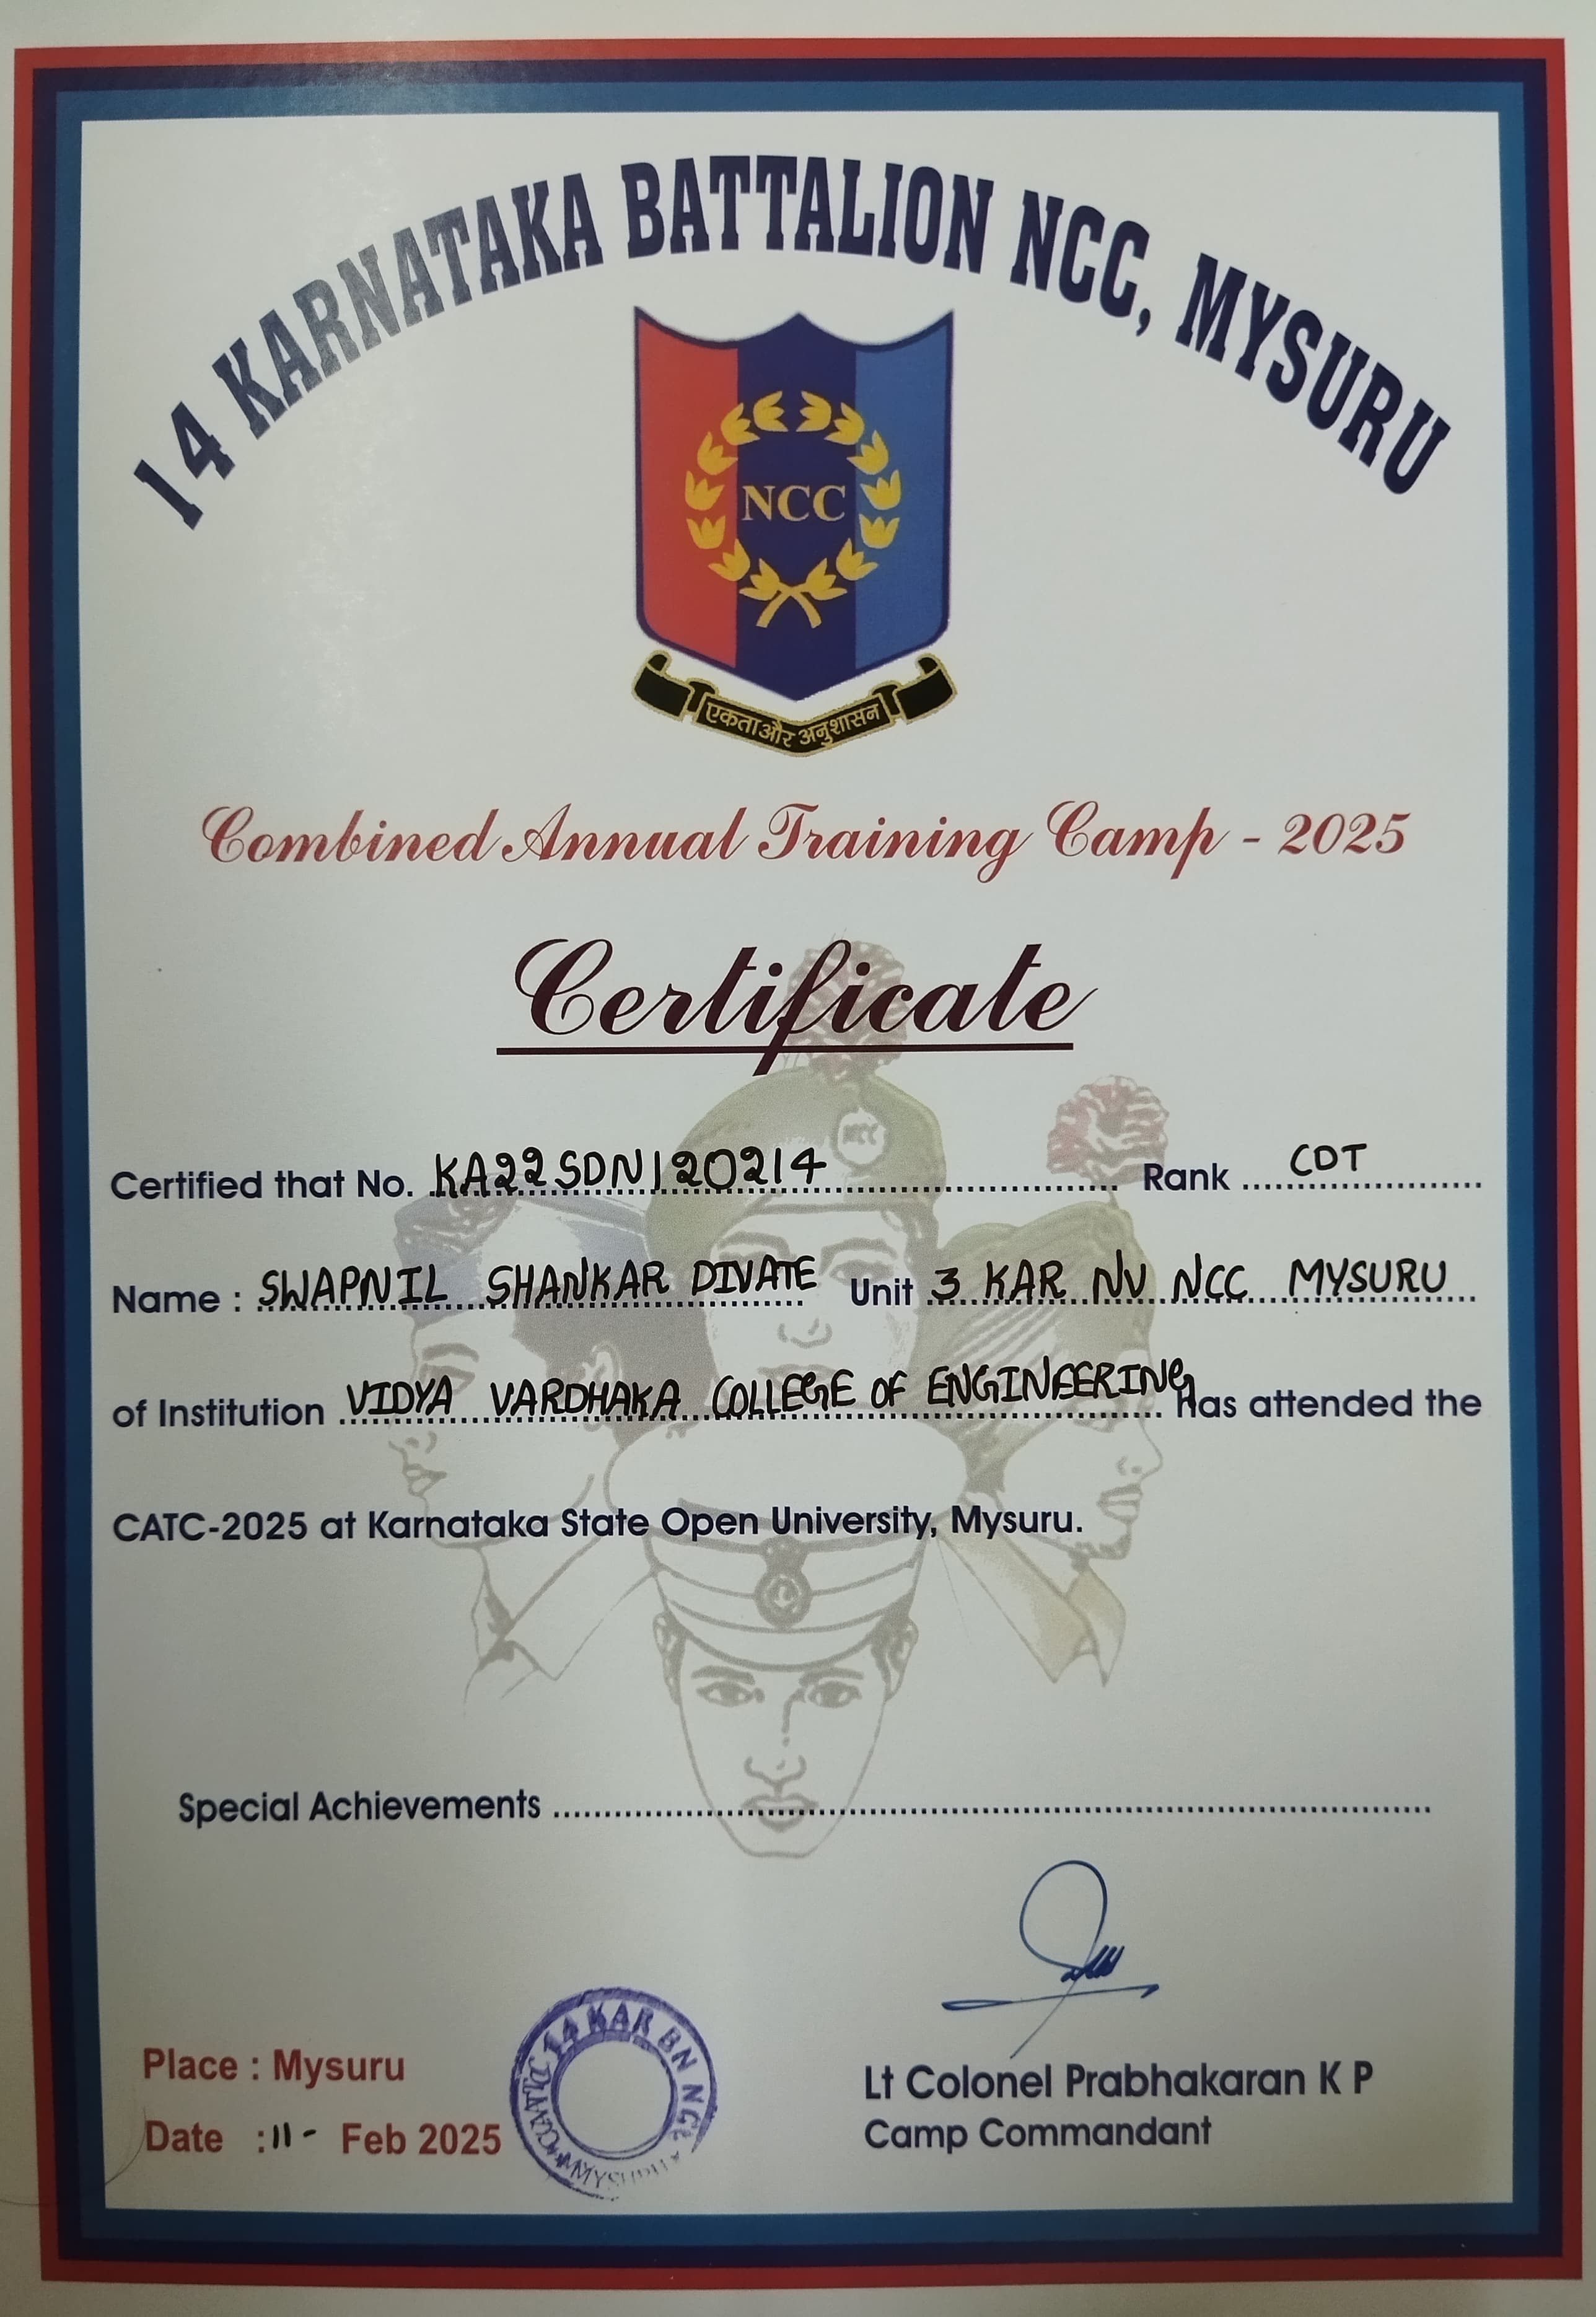 14 KARNATAKA BATTALION NCC, MYSURU
NCC
एकता और अनुशासन
Combined Annual Training Camp - 2025
Certificate
NCC
Certified that No. KA22SDN120214 Rank CDT
Name : SWAPNIL SHANKAR DIVATE Unit 3 KAR NV NCC MYSURU
of Institution VIDYA VARDHAKA COLLEGE OF ENGINEERING has attended the
CATC-2025 at Karnataka State Open University, Mysuru.
Special Achievements
Place : Mysuru
Date : 11- Feb 2025
14 KAR BN NCC
Lt Colonel Prabhakaran K P
Camp Commandant